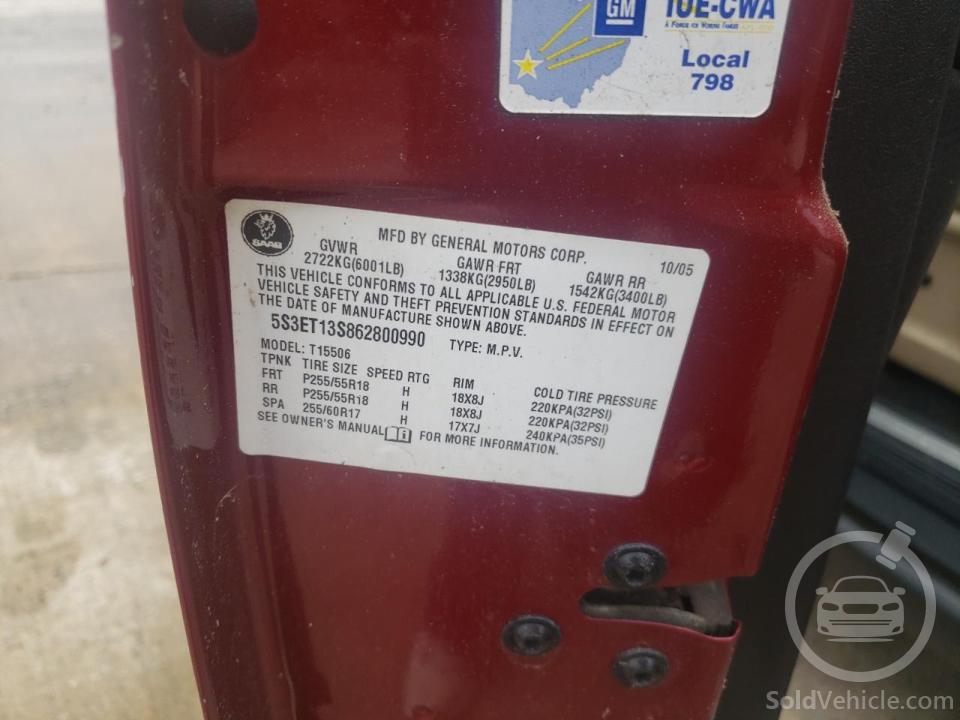 GM
IUE-CWA
Local
798
SAAB
MFD BY GENERAL MOTORS CORP.
10/05
GVWR GAWR FRT GAWR RR
2722KG(6001LB) 1338KG(2950LB) 1542KG(3400LB)
THIS VEHICLE CONFORMS TO ALL APPLICABLE U.S. FEDERAL MOTOR
VEHICLE SAFETY AND THEFT PREVENTION STANDARDS IN EFFECT ON
THE DATE OF MANUFACTURE SHOWN ABOVE.
5S3ET13S862800990 TYPE: M.P.V.
MODEL: T15506
TPNK TIRE SIZE SPEED RTG RIM COLD TIRE PRESSURE
FRT P255/55R18 H 18X8J 220KPA(32PSI)
RR P255/55R18 H 18X8J 220KPA(32PSI)
SPA 255/60R17 H 17X7J 240KPA(35PSI)
SEE OWNER'S MANUAL FOR MORE INFORMATION.
SoldVehicle.com